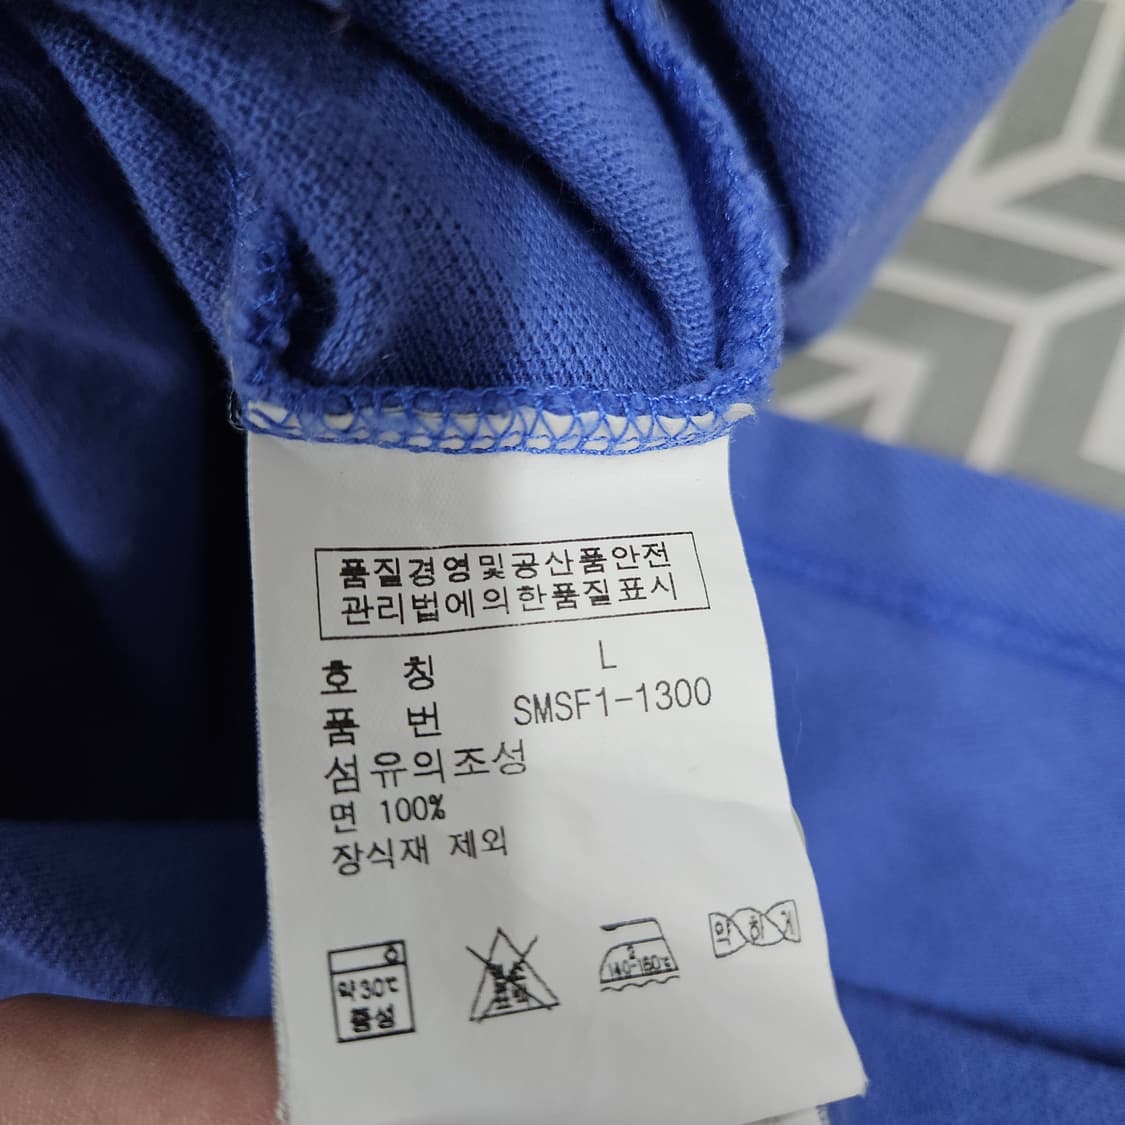 품질경영및공산품안전
관리법에의한품질표시
호 칭 L
품 번 SMSF1-1300
섬유의조성
면 100%
장식재 제외
약30℃
140-160℃
약하게